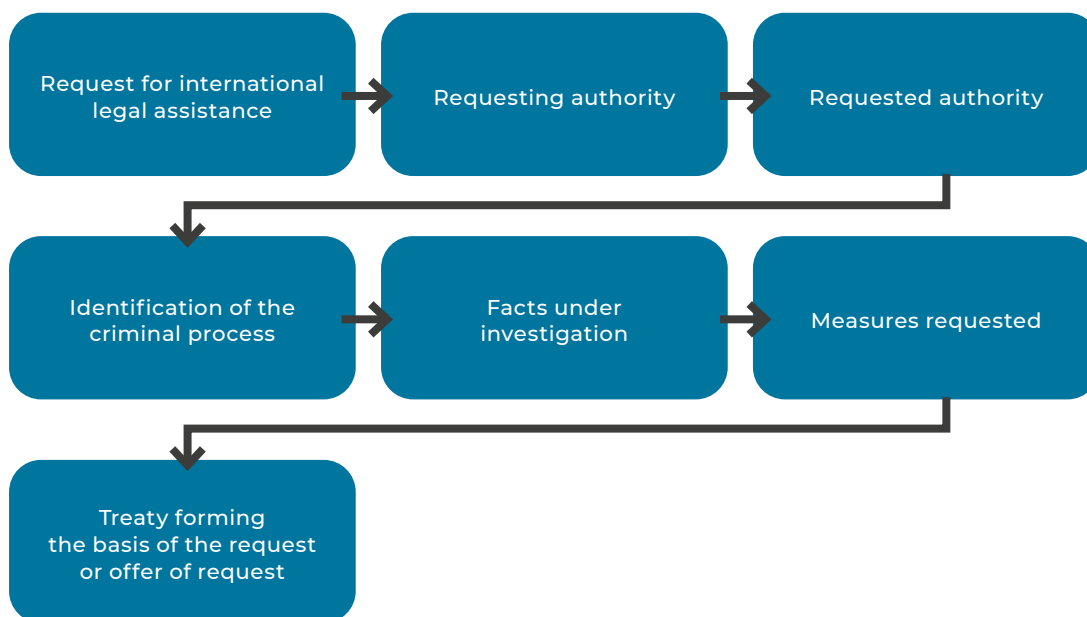 Request for international
legal assistance
Requesting authority
Requested authority
Identification of the
criminal process
Facts under
investigation
Measures requested
Treaty forming
the basis of the request
or offer of request